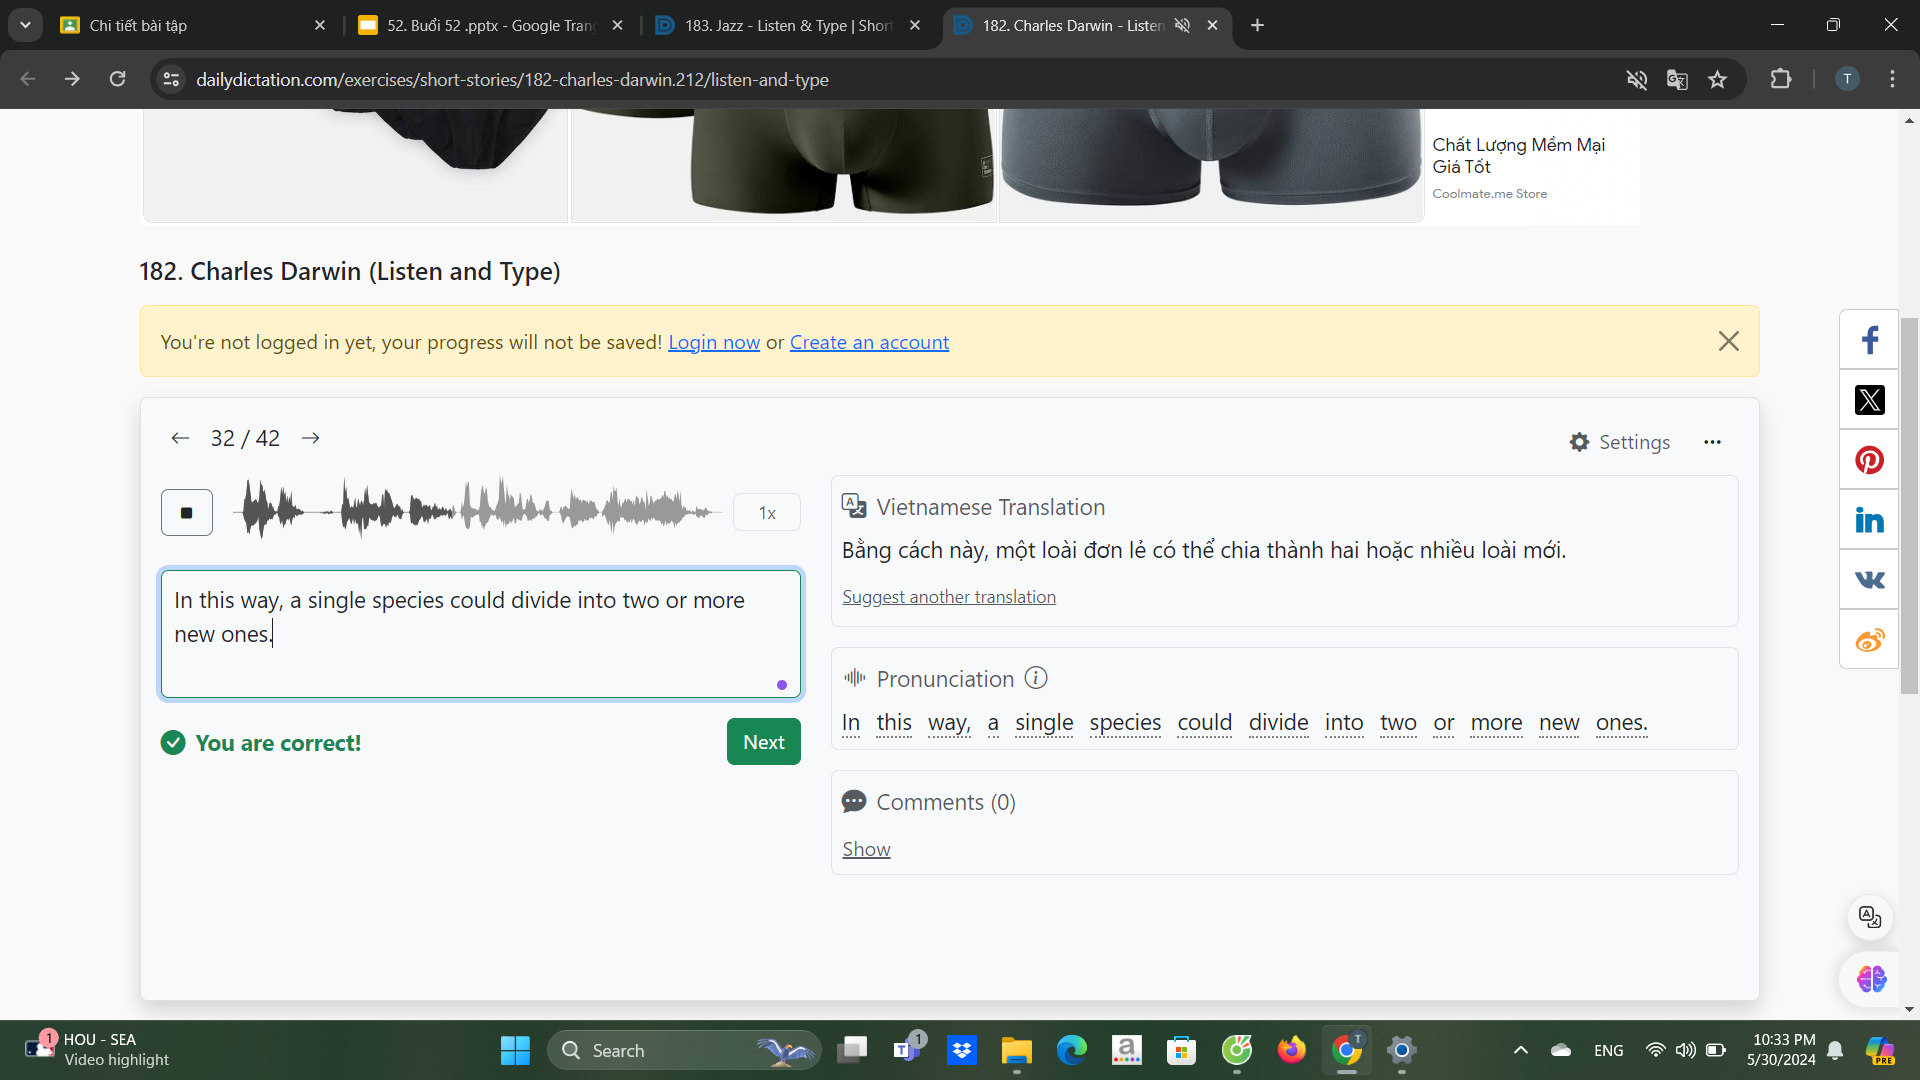 Chi tiết bài tập
52. Buổi 52 .pptx - Google Tran
183. Jazz - Listen & Type | Shor
182. Charles Darwin - Listen
dailydictation.com/exercises/short-stories/182-charles-darwin.212/listen-and-type
T
Chất Lượng Mềm Mại
Giá Tốt
Coolmate.me Store
182. Charles Darwin (Listen and Type)
You're not logged in yet, your progress will not be saved! Login now or Create an account
32 / 42
Settings
1x
In this way, a single species could divide into two or more
new ones.
You are correct!
Next
Vietnamese Translation
Bằng cách này, một loài đơn lẻ có thể chia thành hai hoặc nhiều loài mới.
Suggest another translation
Pronunciation
In this way, a single species could divide into two or more new ones.
Comments (0)
Show
1
HOU - SEA
Video highlight
Search
1
ENG
10:33 PM
5/30/2024
PRE